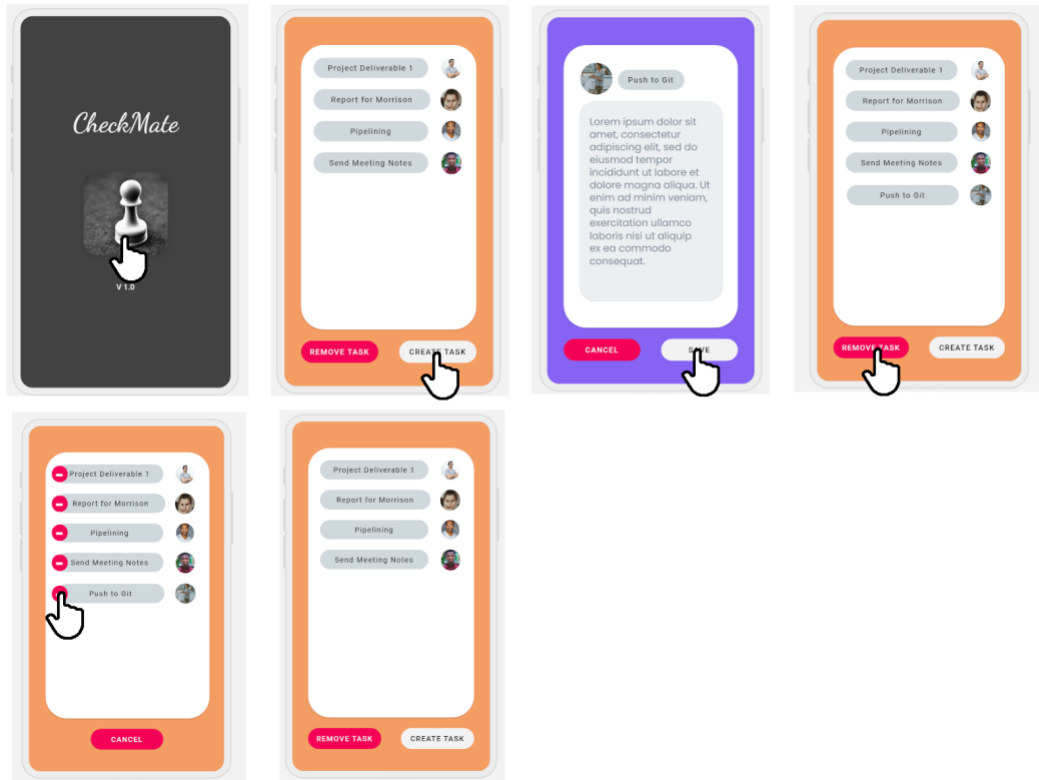 CheckMate
V 1.0
Project Deliverable 1
Report for Morrison
Pipelining
Send Meeting Notes
REMOVE TASK
CREATE TASK
Push to Git
Lorem ipsum dolor sit
amet, consectetur
adipiscing elit, sed do
eiusmod tempor
incididunt ut labore et
dolore magna aliqua. Ut
enim ad minim veniam,
quis nostrud
exercitation ullamco
laboris nisi ut aliquip
ex ea commodo
consequat.
CANCEL
SAVE
Project Deliverable 1
Report for Morrison
Pipelining
Send Meeting Notes
Push to Git
REMOVE TASK
CREATE TASK
Project Deliverable 1
Report for Morrison
Pipelining
Send Meeting Notes
Push to Git
CANCEL
Project Deliverable 1
Report for Morrison
Pipelining
Send Meeting Notes
REMOVE TASK
CREATE TASK